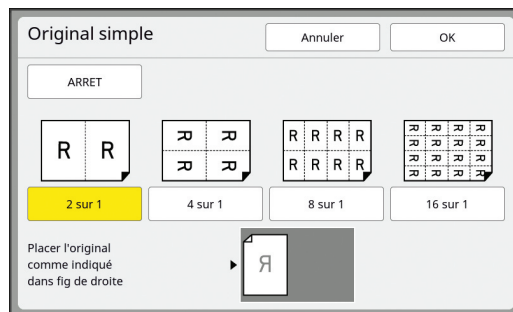 Original simple
Annuler
OK
ARRET
R R
R R
R R
R R R R
R R R R
R R R R
R R R R
R R R R
R R R R
2 sur 1
4 sur 1
8 sur 1
16 sur 1
Placer l'original
comme indiqué
dans fig de droite
R